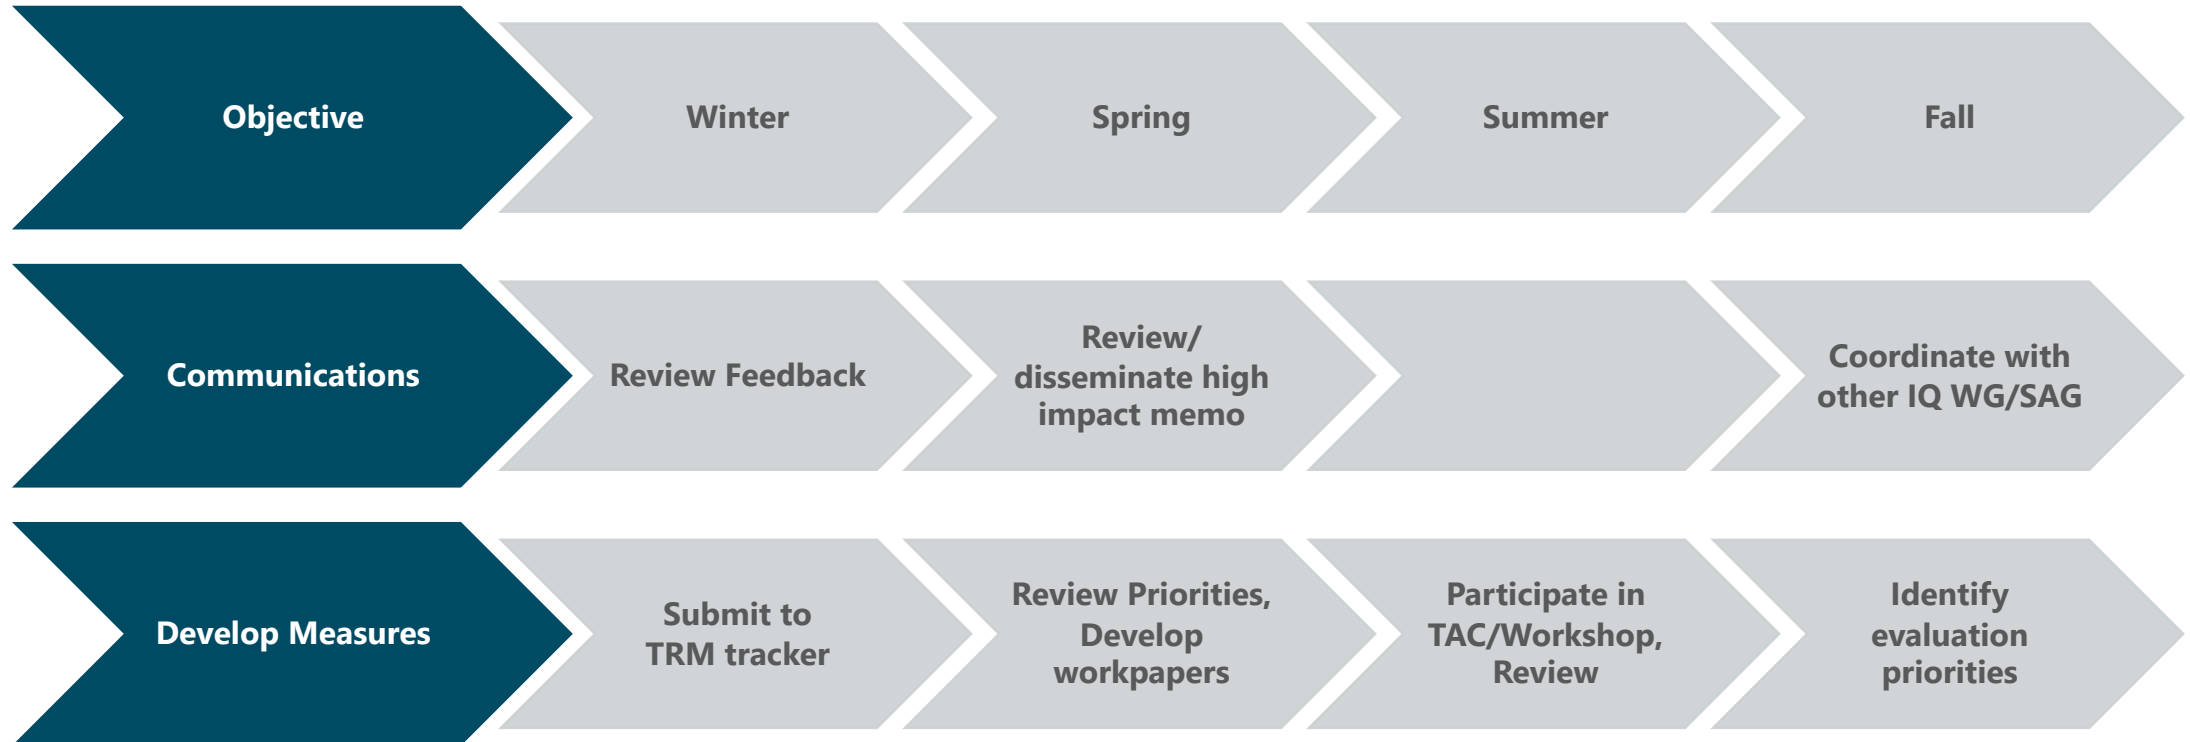 Objective
Winter
Spring
Summer
Fall
Communications
Review Feedback
Review/
disseminate high
impact memo
Coordinate with
other IQ WG/SAG
Develop Measures
Submit to
TRM tracker
Review Priorities,
Develop
workpapers
Participate in
TAC/Workshop,
Review
Identify
evaluation
priorities